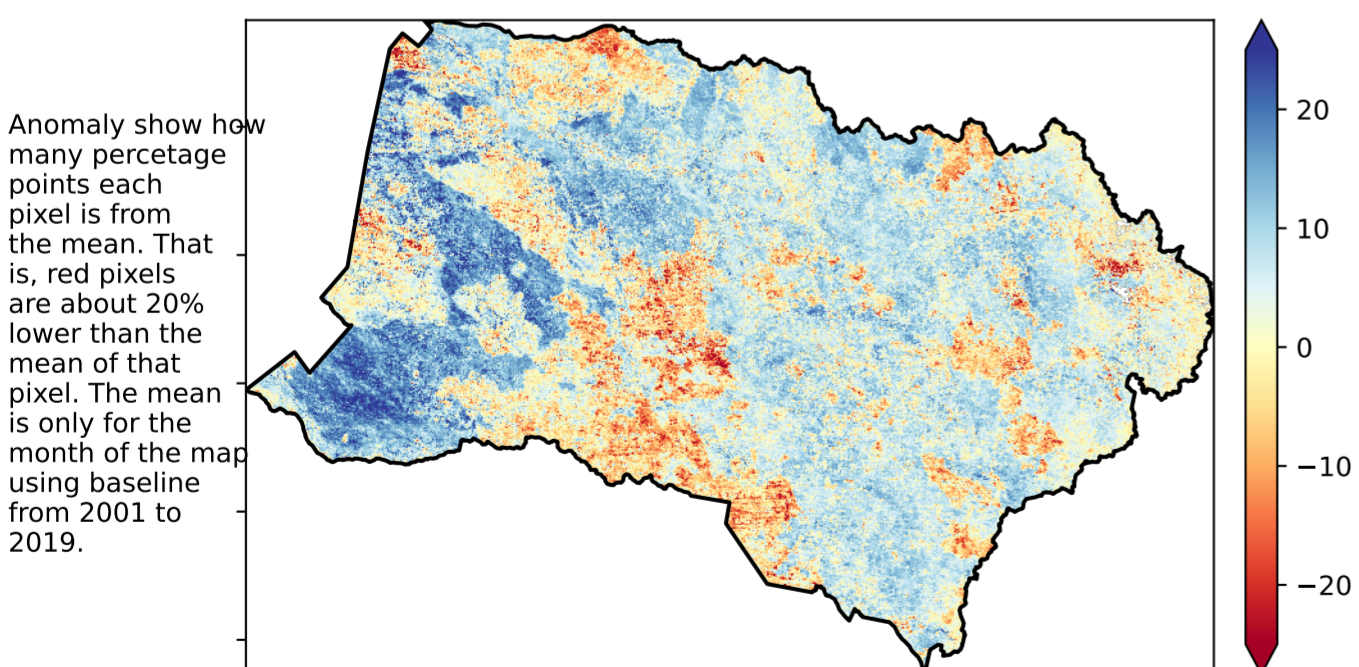 Anomaly show how
many percetage
points each
pixel is from
the mean. That
is, red pixels
are about 20%
lower than the
mean of that
pixel. The mean
is only for the
month of the map
using baseline
from 2001 to
2019.
20
10
0
−10
−20